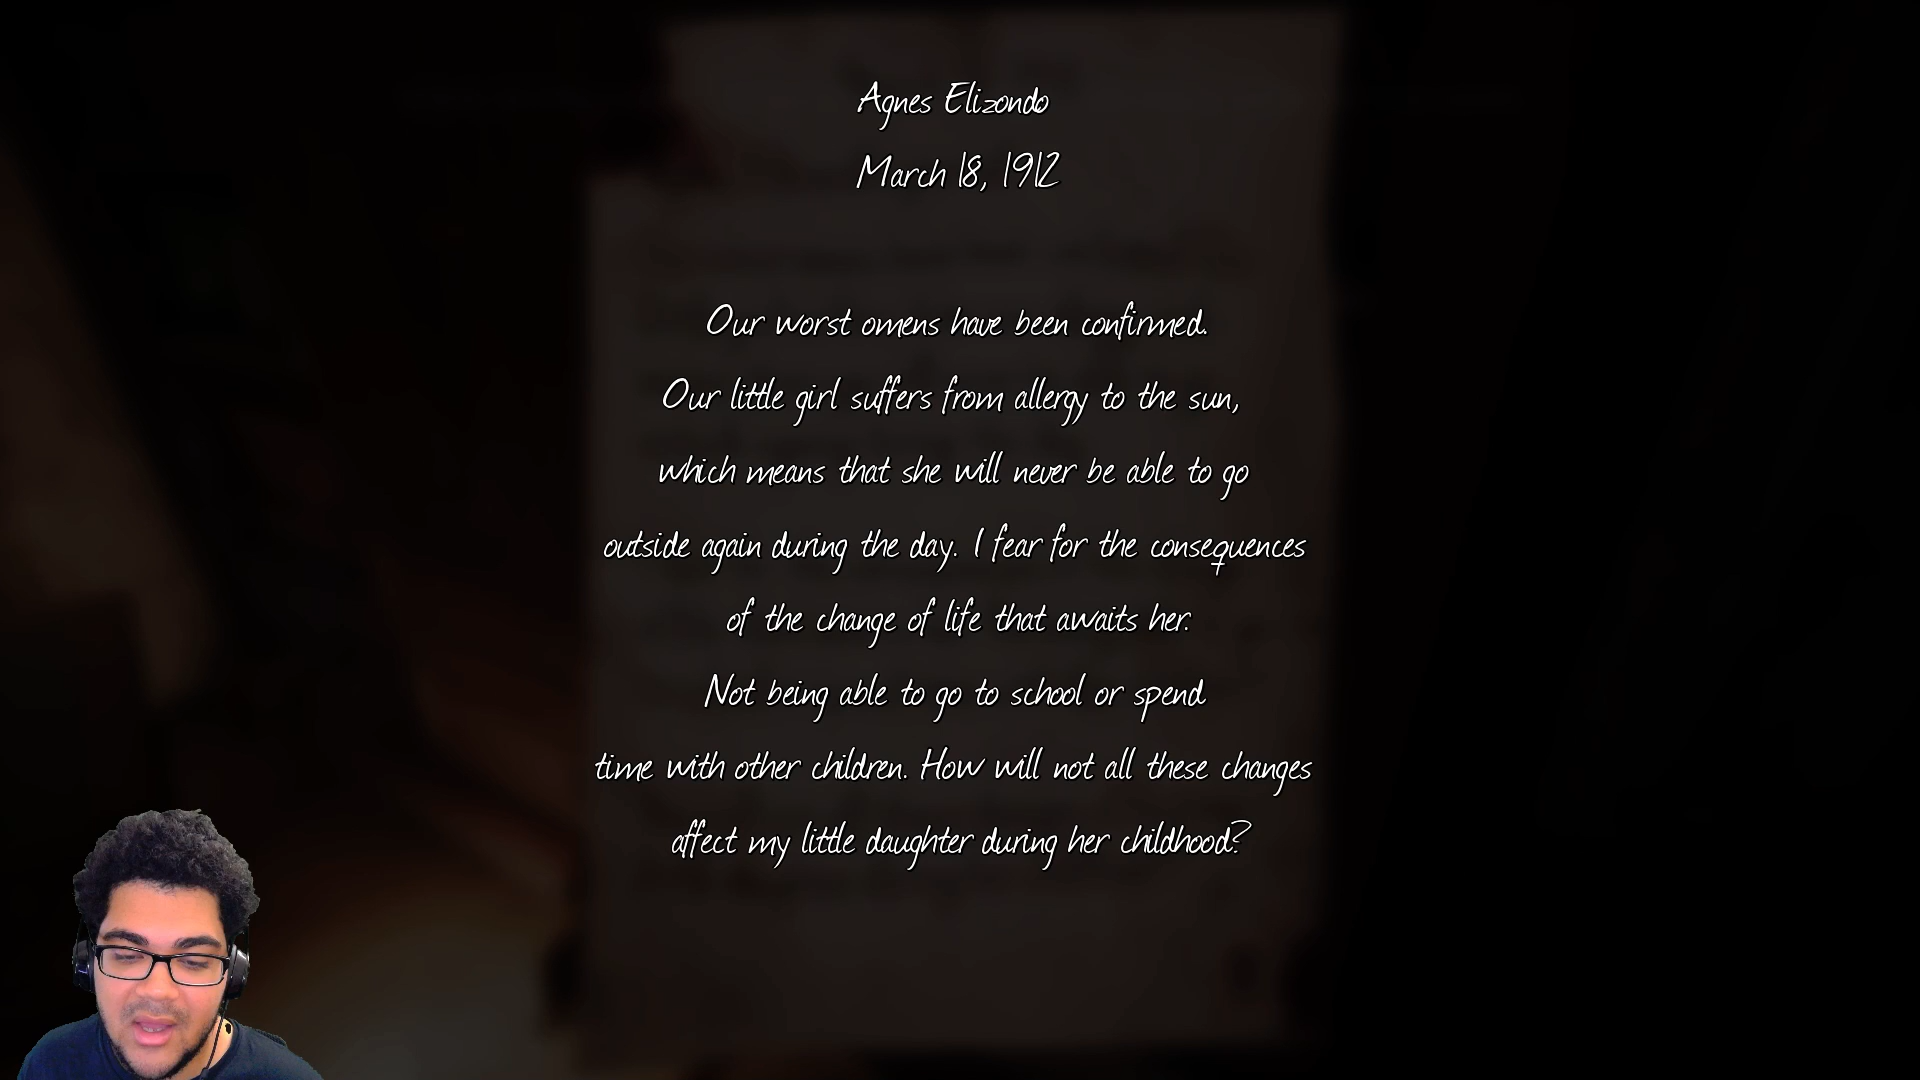 Agnes Elizondo
March 18, 1912
Our worst omens have been confirmed.
Our little girl suffers from allergy to the sun,
which means that she will never be able to go
outside again during the day. I fear for the consequences
of the change of life that awaits her.
Not being able to go to school or spend
time with other children. How will not all these changes
affect my little daughter during her childhood?